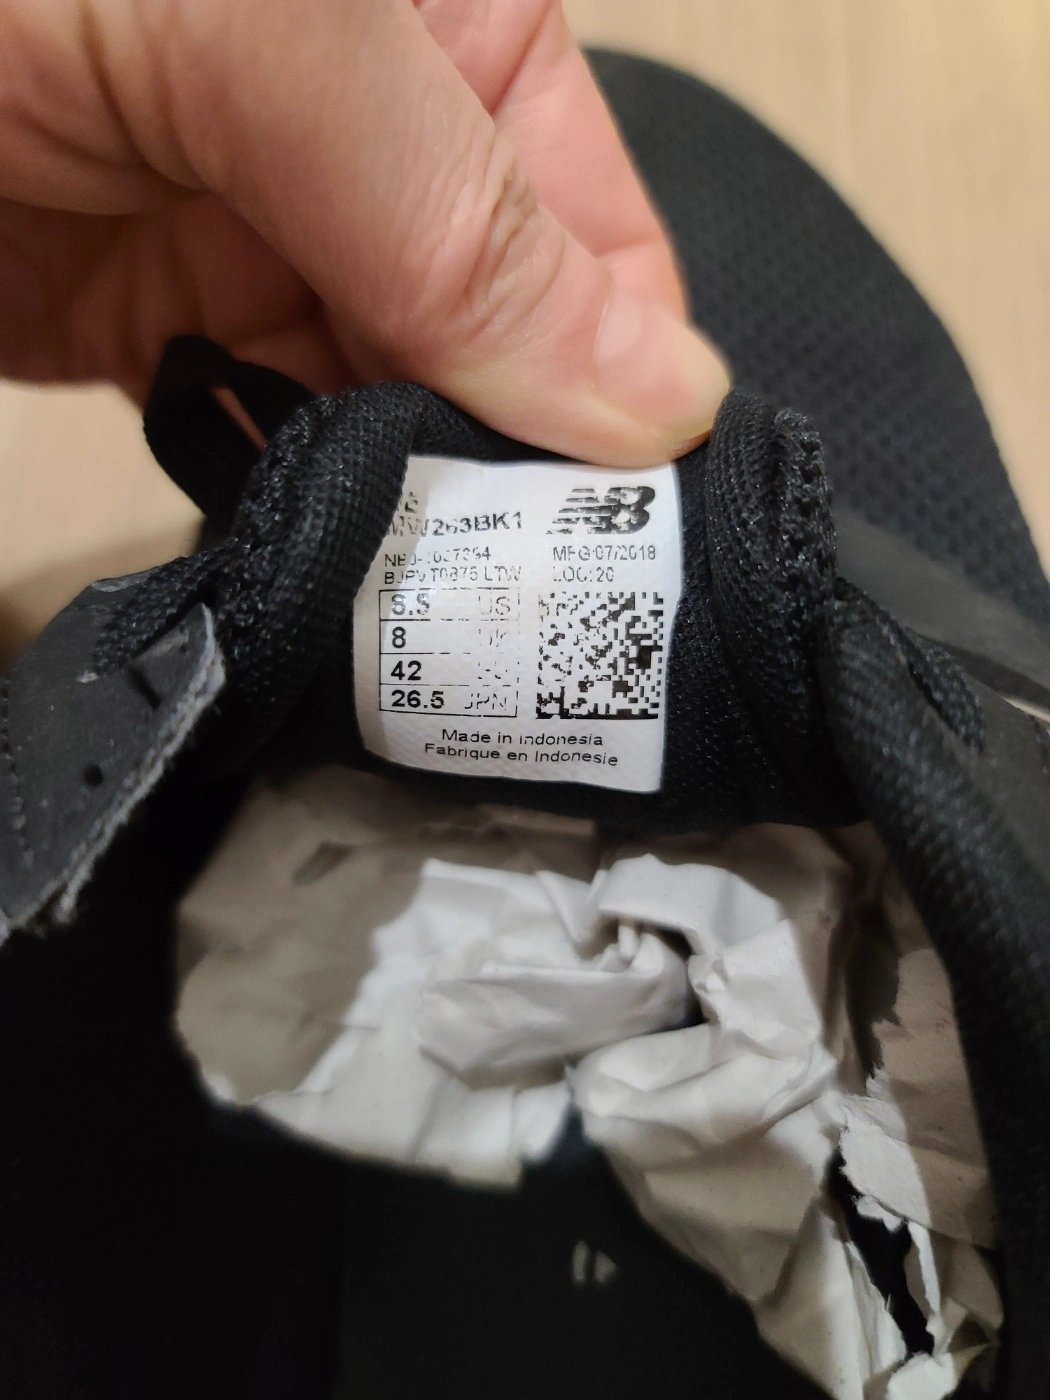 MW263BK1
MFG:07/2018
LOC:20
8.5 US
8 UK
42
26.5 JPN
Made in Indonesia
Fabrique en Indonesie